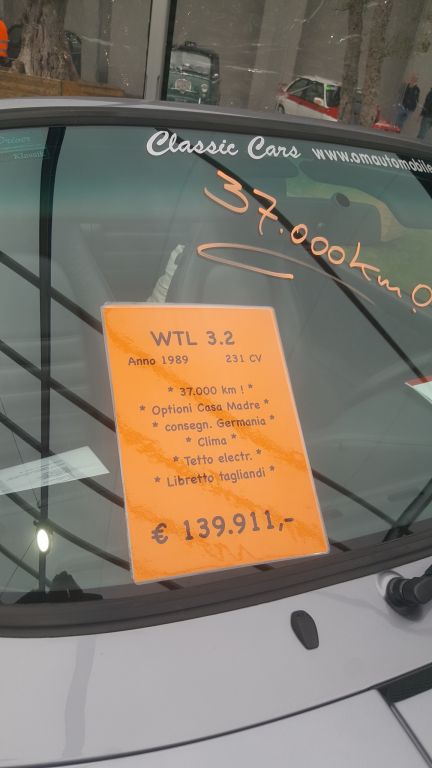 Classic Cars www.omautomobile
Klassik
37.000km!
WTL 3.2
Anno 1989 231 CV
* 37.000 km ! *
* Optioni Casa Madre *
* consegn. Germania *
* Clima *
* Tetto electr. *
* Libretto tagliandi *
€ 139.911,-